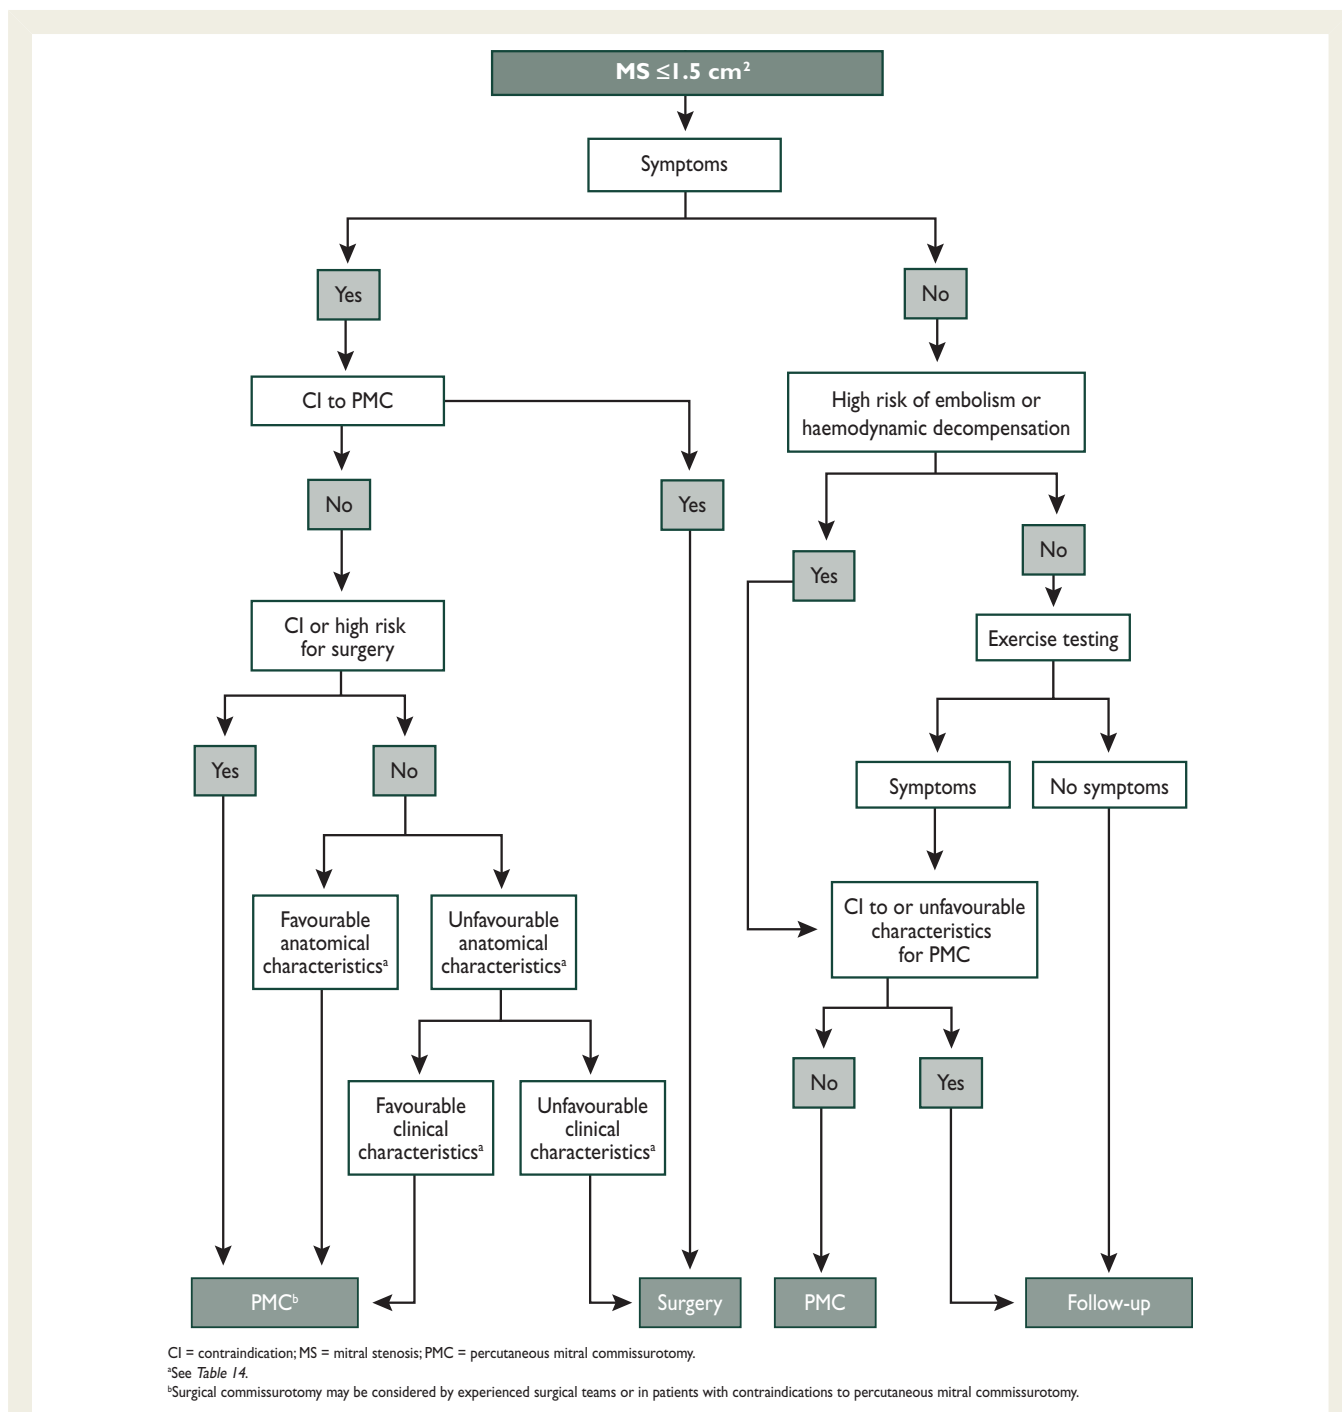 MS ≤1.5 cm²
Symptoms
Yes
No
CI to PMC
High risk of embolism or
haemodynamic decompensation
No
Yes
Yes
No
CI or high risk
for surgery
Exercise testing
Yes
No
Symptoms
No symptoms
Favourable
anatomical
characteristicsᵃ
Unfavourable
anatomical
characteristicsᵃ
CI to or unfavourable
characteristics
for PMC
No
Yes
Favourable
clinical
characteristicsᵃ
Unfavourable
clinical
characteristicsᵃ
PMCᵇ
Surgery
PMC
Follow-up
CI = contraindication; MS = mitral stenosis; PMC = percutaneous mitral commissurotomy.
ᵃSee Table 14.
ᵇSurgical commissurotomy may be considered by experienced surgical teams or in patients with contraindications to percutaneous mitral commissurotomy.